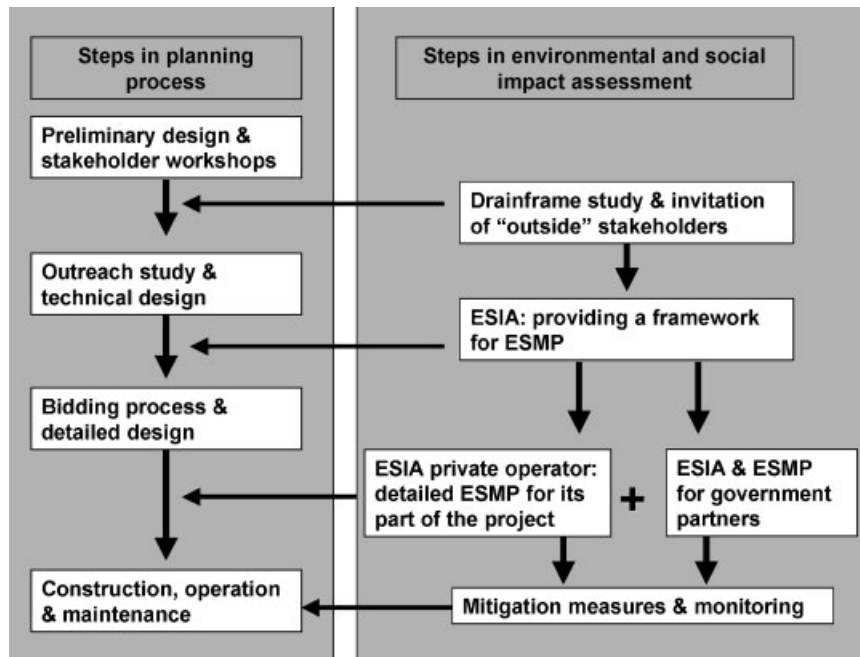 Steps in planning
process
Preliminary design &
stakeholder workshops
Outreach study &
technical design
Bidding process &
detailed design
Construction, operation
& maintenance
Steps in environmental and social
impact assessment
Drainframe study & invitation
of “outside” stakeholders
ESIA: providing a framework
for ESMP
ESIA private operator:
detailed ESMP for its
part of the project
+
ESIA & ESMP
for government
partners
Mitigation measures & monitoring